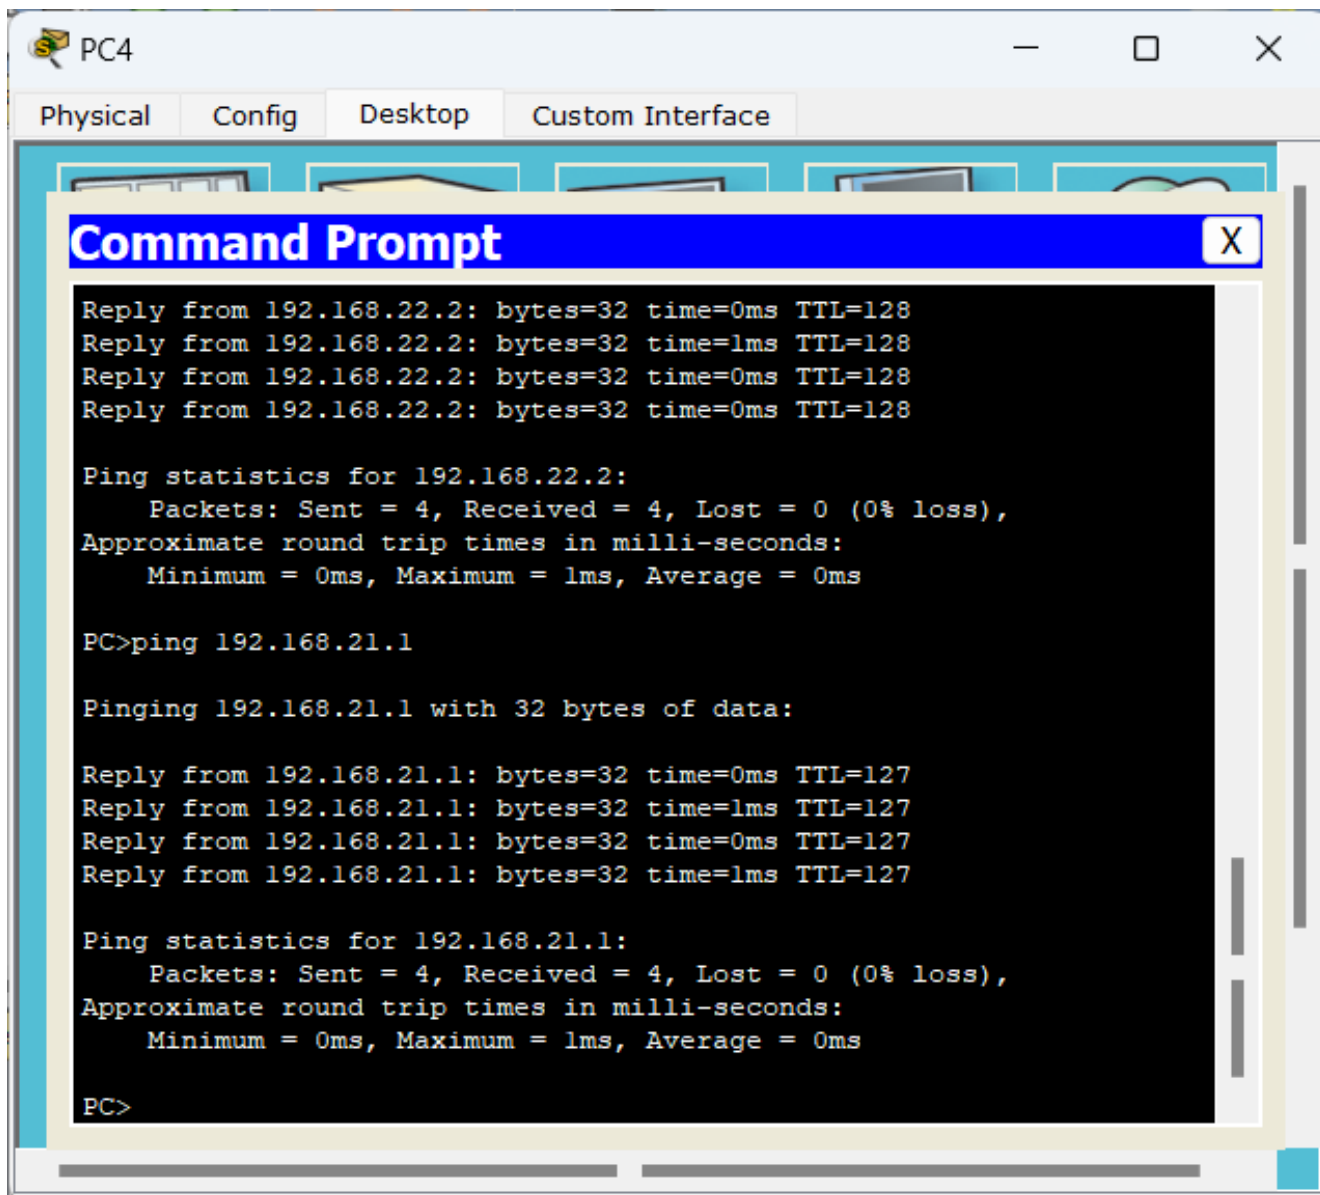 PC4
Physical Config Desktop Custom Interface
Command Prompt X
Reply from 192.168.22.2: bytes=32 time=0ms TTL=128
Reply from 192.168.22.2: bytes=32 time=1ms TTL=128
Reply from 192.168.22.2: bytes=32 time=0ms TTL=128
Reply from 192.168.22.2: bytes=32 time=0ms TTL=128
Ping statistics for 192.168.22.2:
Packets: Sent = 4, Received = 4, Lost = 0 (0% loss),
Approximate round trip times in milli-seconds:
Minimum = 0ms, Maximum = 1ms, Average = 0ms
PC>ping 192.168.21.1
Pinging 192.168.21.1 with 32 bytes of data:
Reply from 192.168.21.1: bytes=32 time=0ms TTL=127
Reply from 192.168.21.1: bytes=32 time=1ms TTL=127
Reply from 192.168.21.1: bytes=32 time=0ms TTL=127
Reply from 192.168.21.1: bytes=32 time=1ms TTL=127
Ping statistics for 192.168.21.1:
Packets: Sent = 4, Received = 4, Lost = 0 (0% loss),
Approximate round trip times in milli-seconds:
Minimum = 0ms, Maximum = 1ms, Average = 0ms
PC>